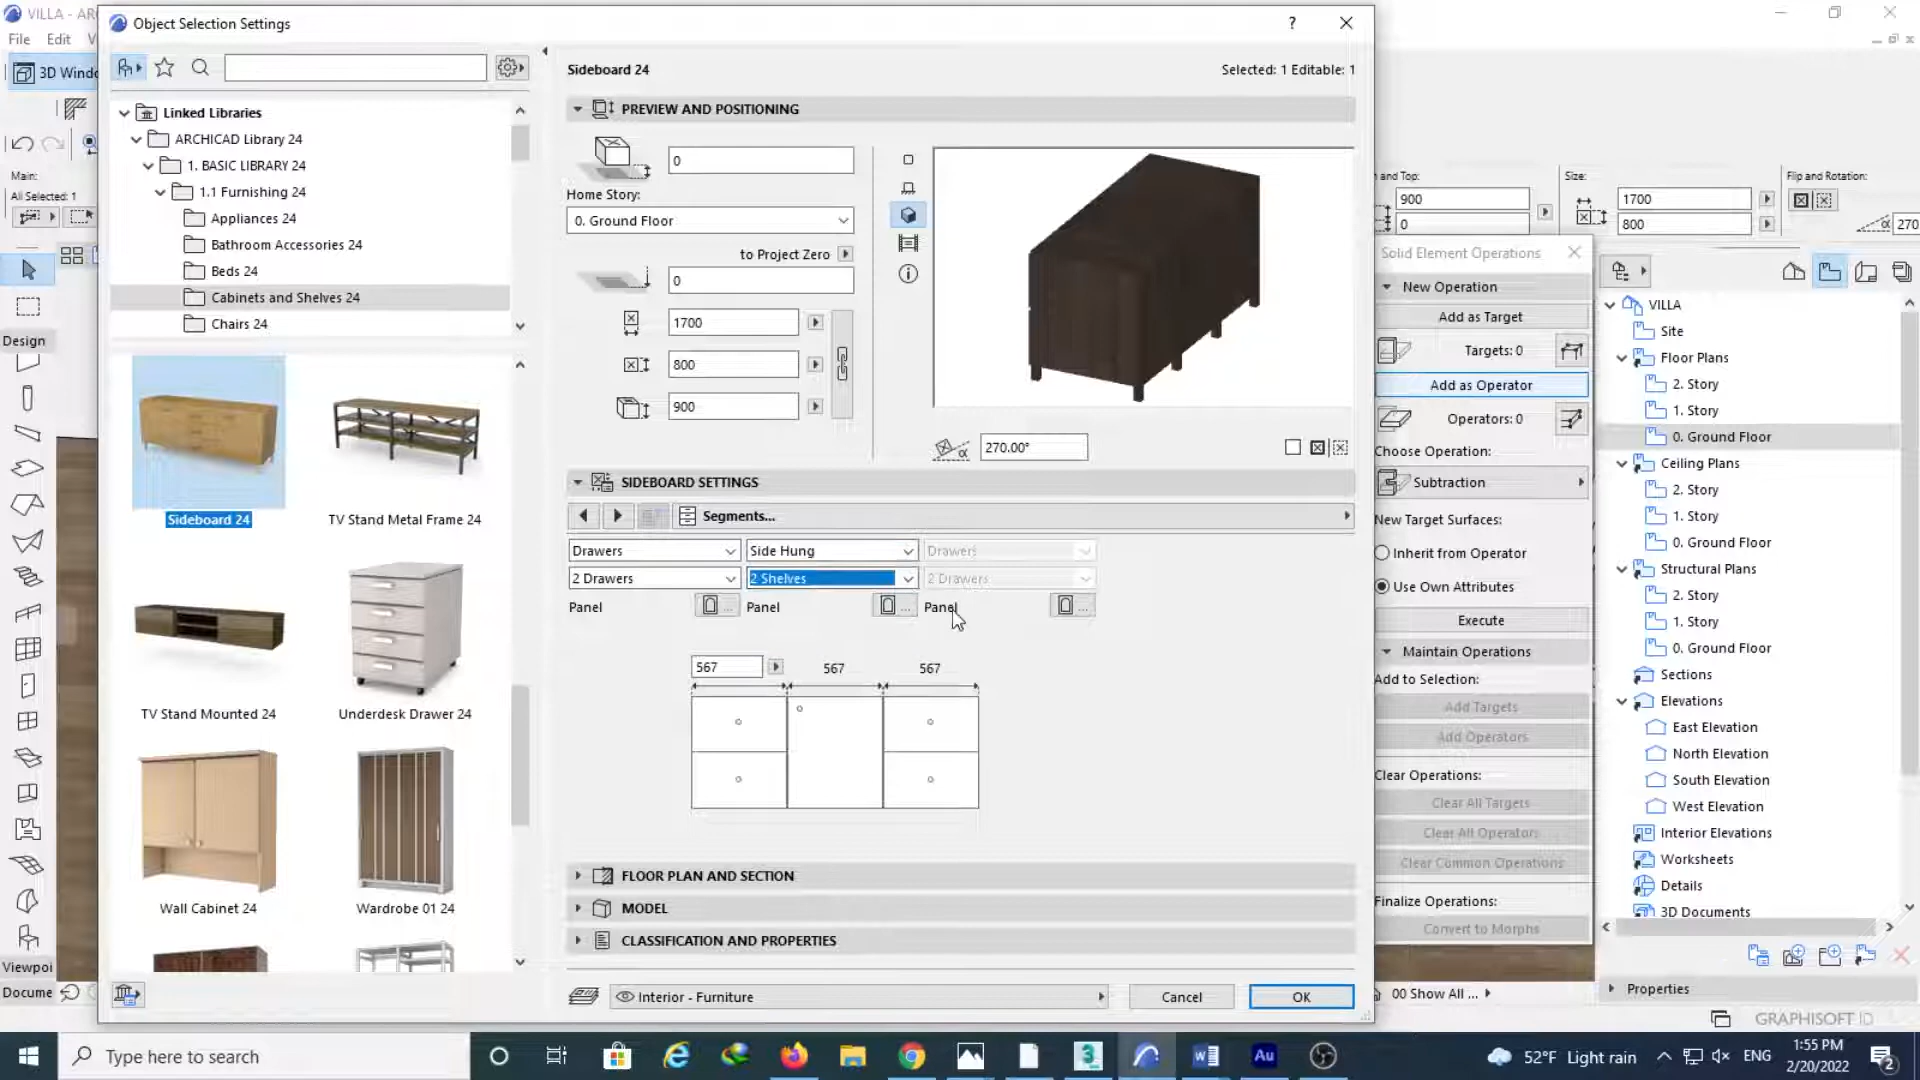 VILLA - AR
Object Selection Settings
?
File Edit V
3D Windo
Sideboard 24
Selected: 1 Editable: 1
Linked Libraries
PREVIEW AND POSITIONING
ARCHICAD Library 24
1. BASIC LIBRARY 24
0
Main:
and Top:
Size:
Flip and Rotation:
All Selected: 1
1.1 Furnishing 24
Home Story:
900
1700
Appliances 24
0. Ground Floor
0
800
270
Bathroom Accessories 24
to Project Zero
Solid Element Operations
Beds 24
0
New Operation
Cabinets and Shelves 24
VILLA
Chairs 24
1700
Add as Target
Site
Design
Targets: 0
Floor Plans
800
Add as Operator
2. Story
900
Operators: 0
1. Story
270.00°
0. Ground Floor
Choose Operation:
Ceiling Plans
SIDEBOARD SETTINGS
Subtraction
2. Story
Sideboard 24
TV Stand Metal Frame 24
Segments...
New Target Surfaces:
1. Story
Drawers
Side Hung
Drawers
Inherit from Operator
0. Ground Floor
2 Drawers
2 Shelves
2 Drawers
Use Own Attributes
Structural Plans
Panel
Panel
Panel
2. Story
Execute
1. Story
567
567
567
Maintain Operations
0. Ground Floor
Add to Selection:
Sections
TV Stand Mounted 24
Underdesk Drawer 24
Add Targets
Elevations
Add Operators
East Elevation
North Elevation
Clear Operations:
South Elevation
Clear All Targets
West Elevation
Clear All Operators
Interior Elevations
Clear Common Operations
Worksheets
FLOOR PLAN AND SECTION
Details
Wall Cabinet 24
Wardrobe 01 24
MODEL
Finalize Operations:
3D Documents
CLASSIFICATION AND PROPERTIES
Convert to Morphs
Viewpoi
Docume
Interior - Furniture
Cancel
OK
00 Show All ...
Properties
GRAPHISOFT ID
Type here to search
Au
52°F Light rain
ENG
1:55 PM
2/20/2022
2